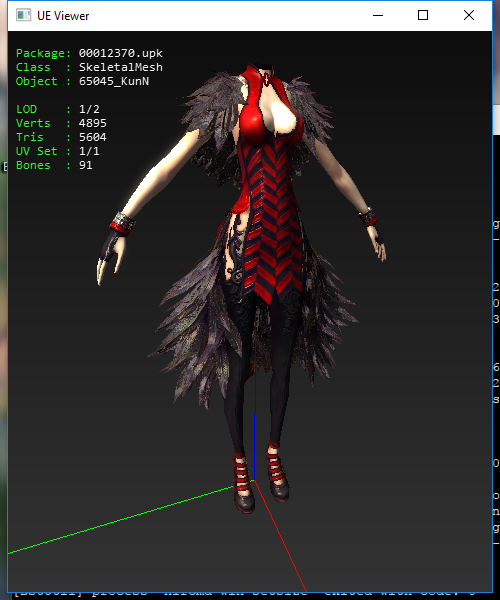 UE Viewer
Package: 00012370.upk
Class : SkeletalMesh
Object : 65045_KunN
LOD : 1/2
Verts : 4895
Tris : 5604
UV Set : 1/1
Bones : 91